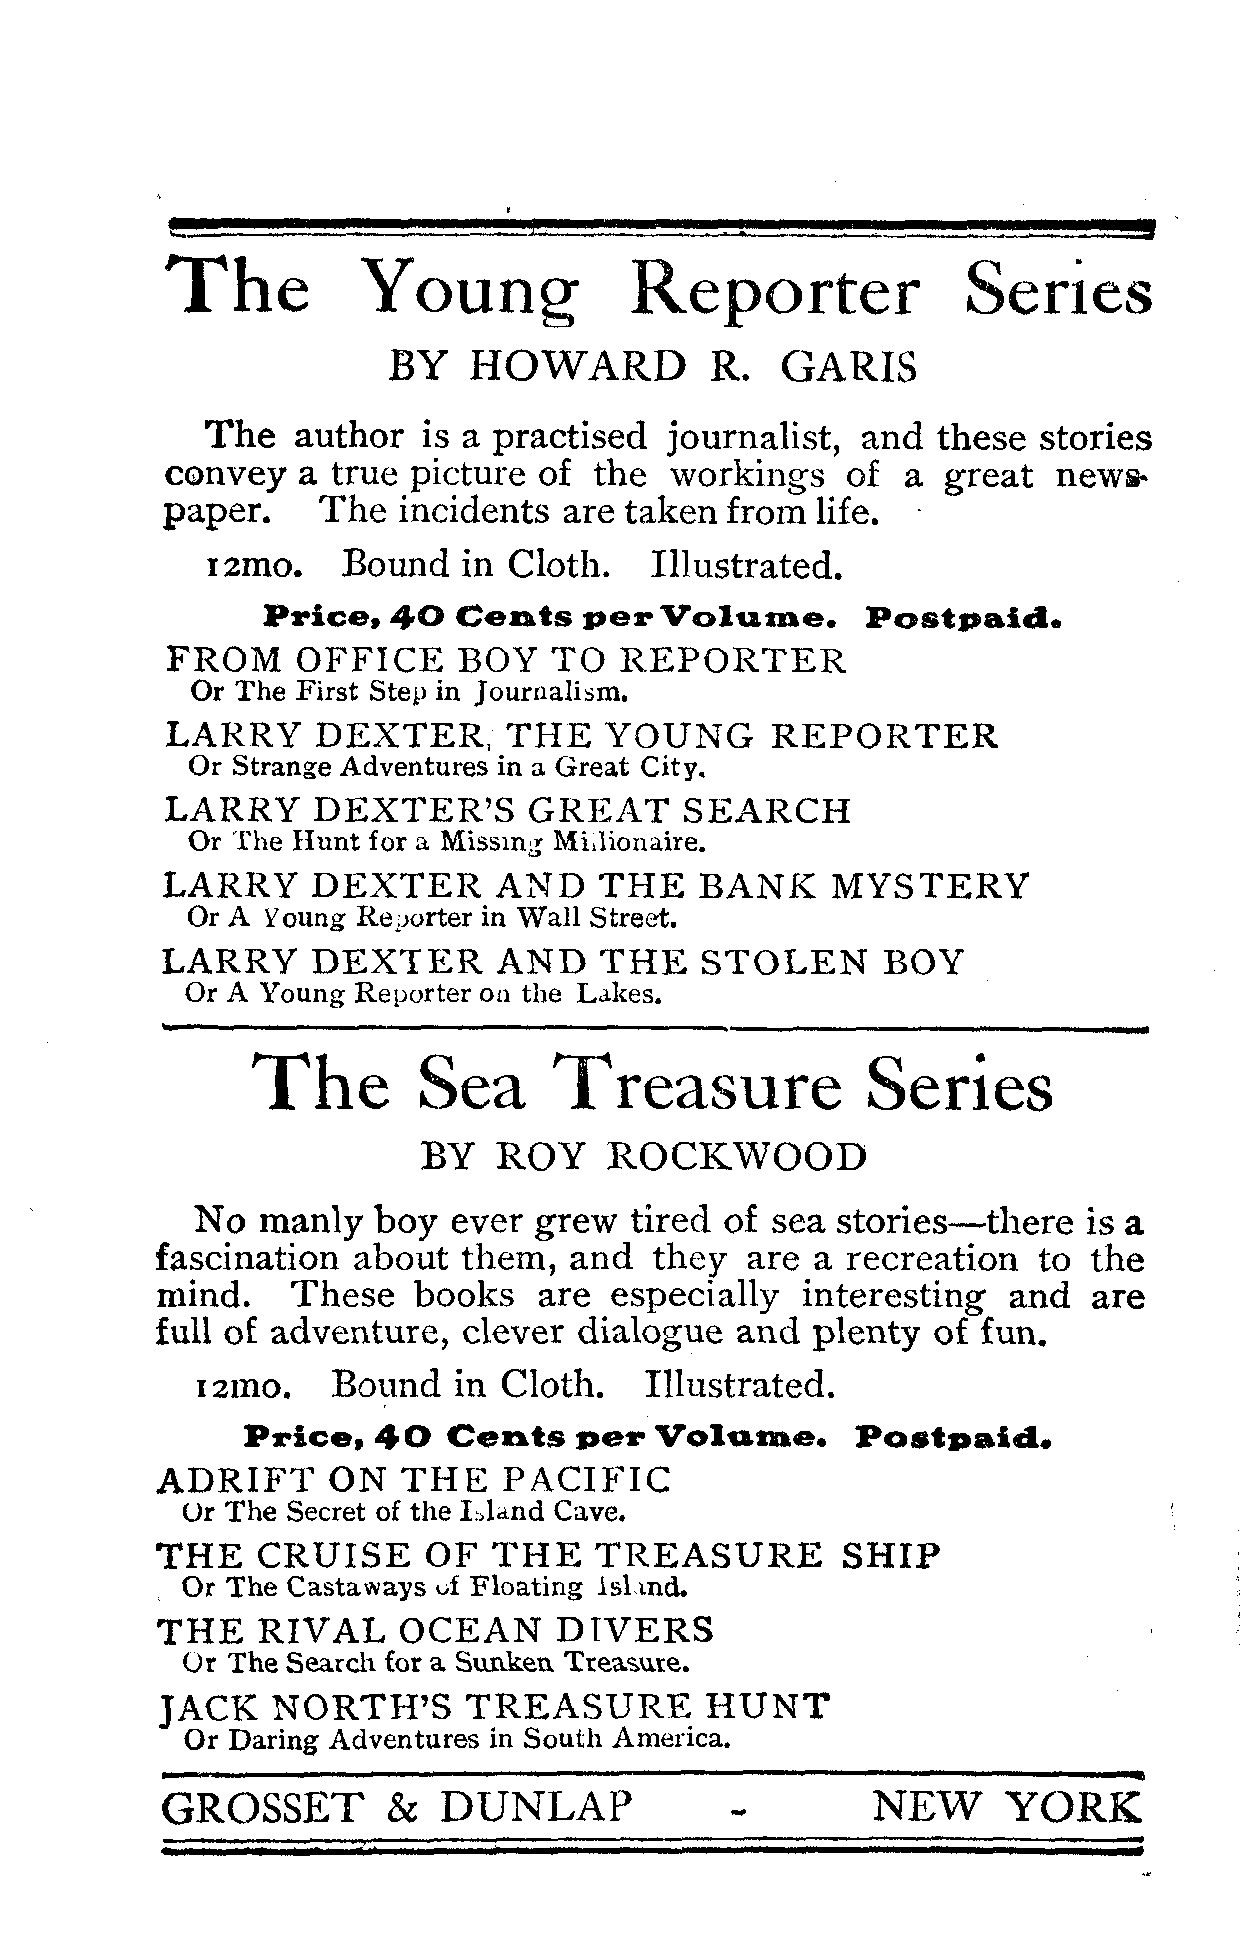 The Young Reporter Series
BY HOWARD R. GARIS
The author is a practised journalist, and these stories
convey a true picture of the workings of a great news-
paper. The incidents are taken from life.
12mo. Bound in Cloth. Illustrated.
Price, 40 Cents per Volume. Postpaid.
FROM OFFICE BOY TO REPORTER
Or The First Step in Journalism.
LARRY DEXTER, THE YOUNG REPORTER
Or Strange Adventures in a Great City.
LARRY DEXTER'S GREAT SEARCH
Or The Hunt for a Missing Millionaire.
LARRY DEXTER AND THE BANK MYSTERY
Or A Young Reporter in Wall Street.
LARRY DEXTER AND THE STOLEN BOY
Or A Young Reporter on the Lakes.
The Sea Treasure Series
BY ROY ROCKWOOD
No manly boy ever grew tired of sea stories—there is a
fascination about them, and they are a recreation to the
mind. These books are especially interesting and are
full of adventure, clever dialogue and plenty of fun.
12mo. Bound in Cloth. Illustrated.
Price, 40 Cents per Volume. Postpaid.
ADRIFT ON THE PACIFIC
Or The Secret of the Island Cave.
THE CRUISE OF THE TREASURE SHIP
Or The Castaways of Floating Island.
THE RIVAL OCEAN DIVERS
Or The Search for a Sunken Treasure.
JACK NORTH'S TREASURE HUNT
Or Daring Adventures in South America.
GROSSET & DUNLAP - NEW YORK